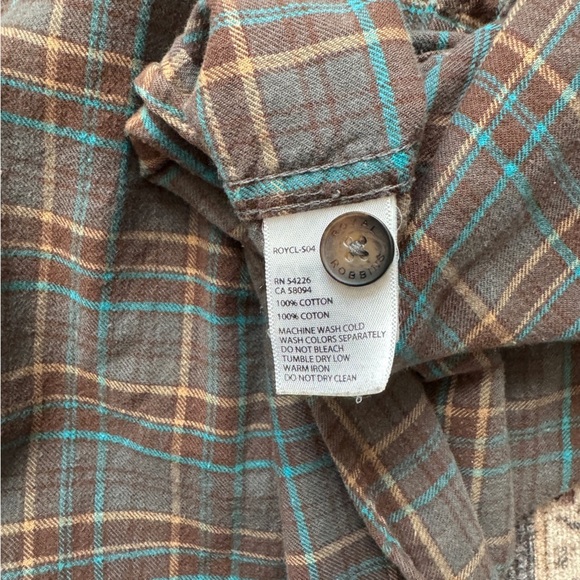 ROYCL-S04
ROBBINS
RN 54226
CA 58094
100% COTTON
100% COTON
MACHINE WASH COLD
WASH COLORS SEPARATELY
DO NOT BLEACH
TUMBLE DRY LOW
WARM IRON
DO NOT DRY CLEAN